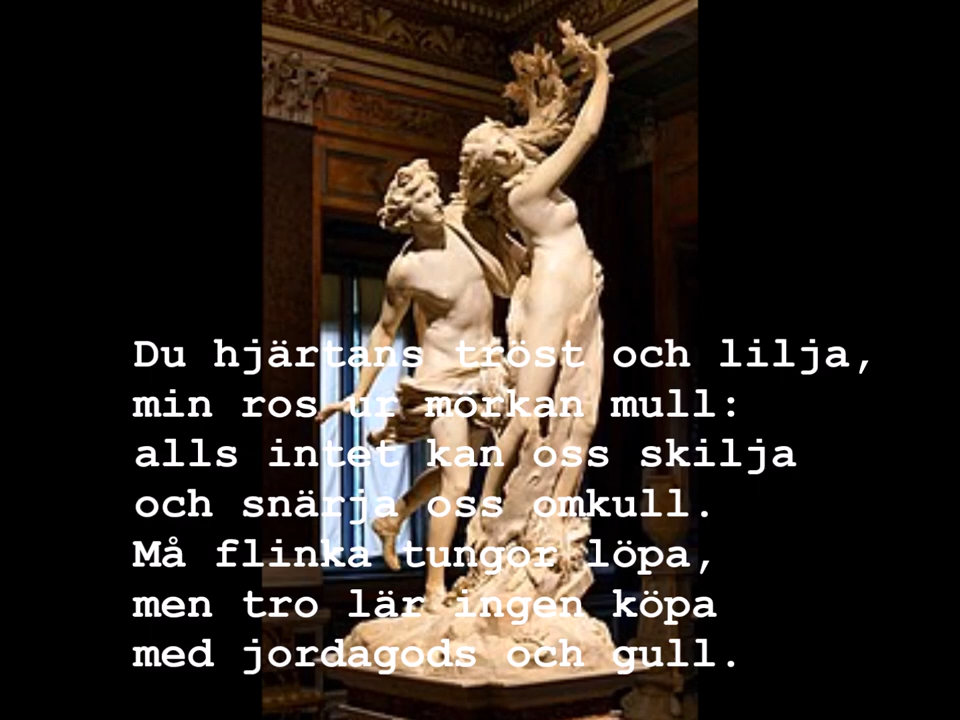 Du hjärtans tröst och lilja,
min ros ur mörkan mull:
alls intet kan oss skilja
och snärja oss omkull.
Må flinka tungor löpa,
men tro lär ingen köpa
med jordagods och gull.